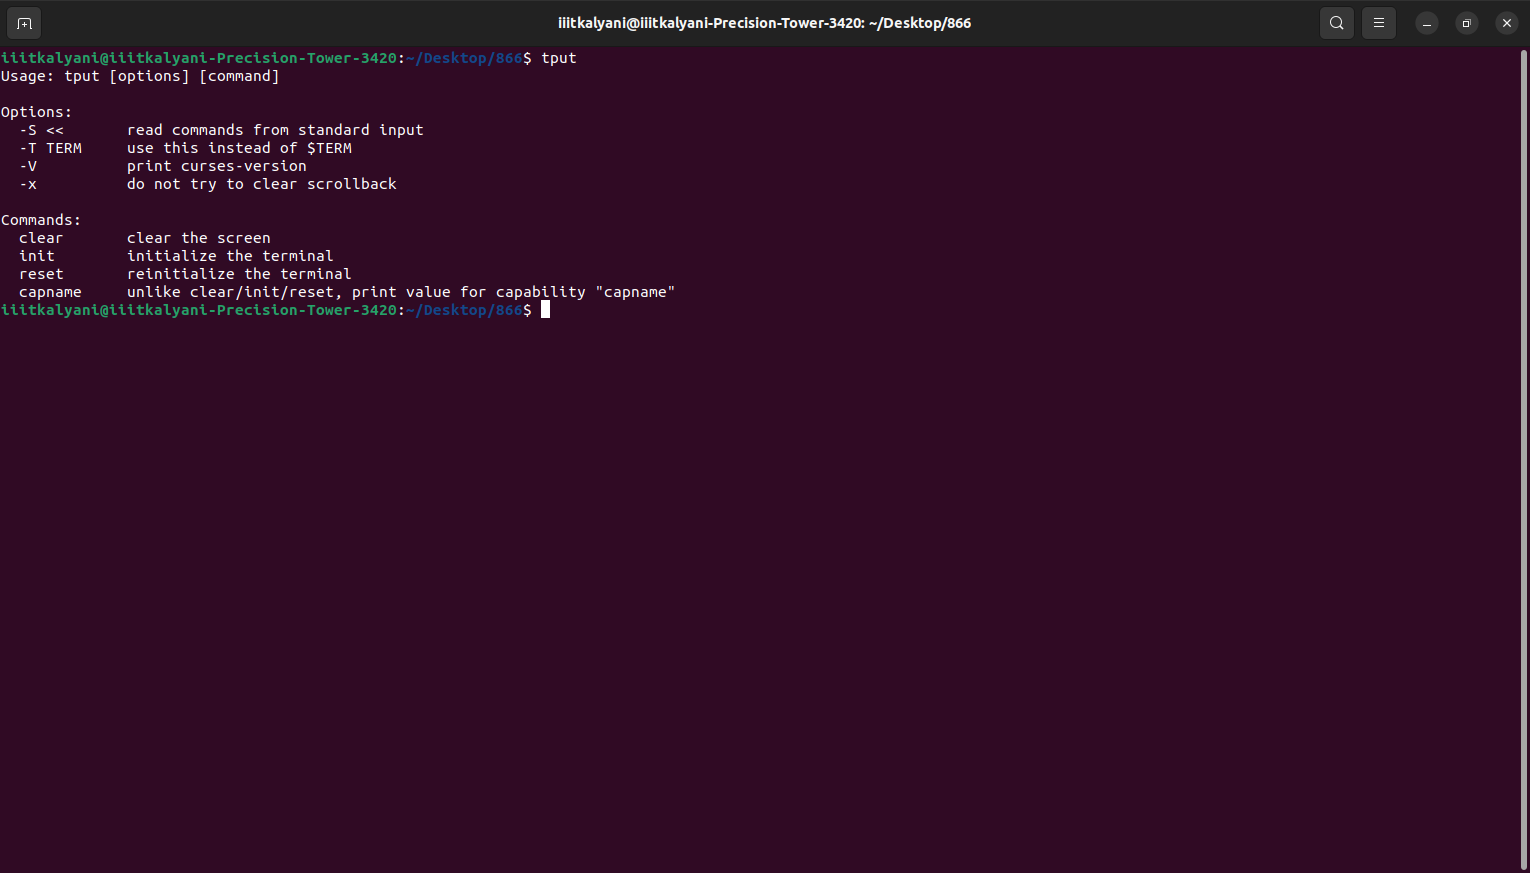 iiitkalyani@iiitkalyani-Precision-Tower-3420: ~/Desktop/866
iiitkalyani@iiitkalyani-Precision-Tower-3420:~/Desktop/866$ tput
Usage: tput [options] [command]

Options:
  -S <<       read commands from standard input
  -T TERM     use this instead of $TERM
  -V          print curses-version
  -x          do not try to clear scrollback

Commands:
  clear       clear the screen
  init        initialize the terminal
  reset       reinitialize the terminal
  capname     unlike clear/init/reset, print value for capability "capname"
iiitkalyani@iiitkalyani-Precision-Tower-3420:~/Desktop/866$